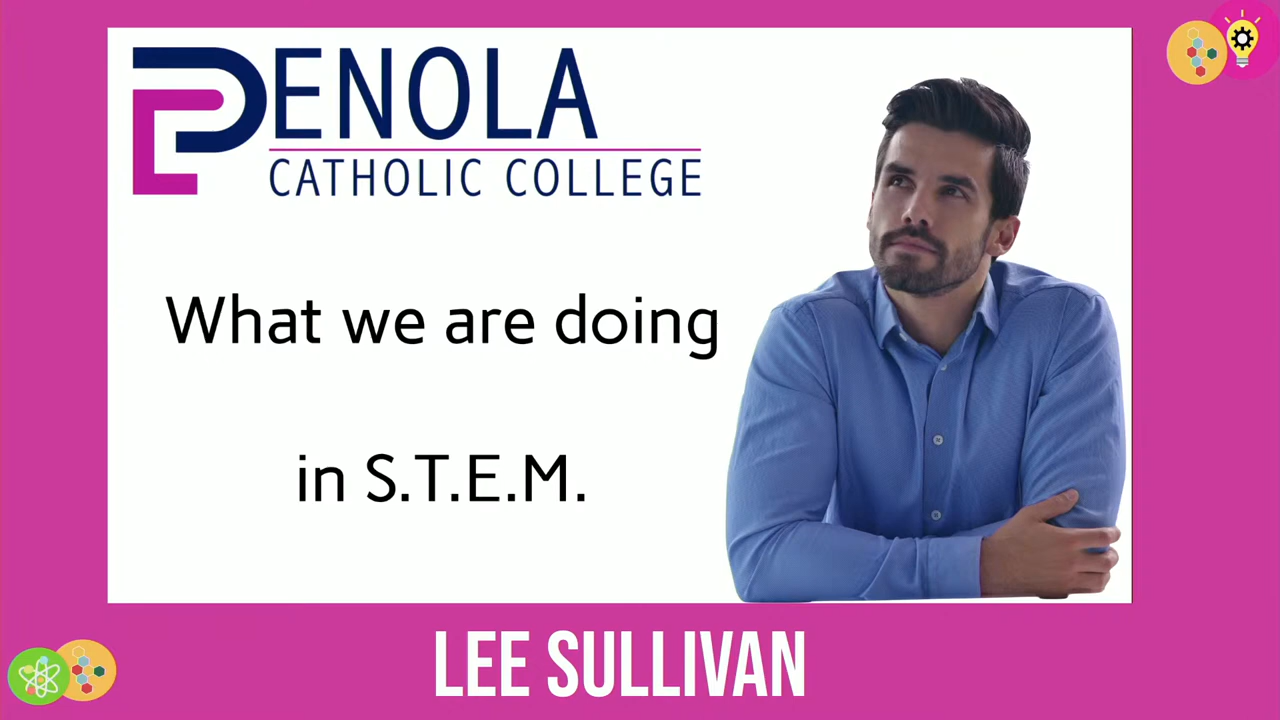 PENOLA
CATHOLIC COLLEGE
What we are doing
in S.T.E.M.
LEE SULLIVAN